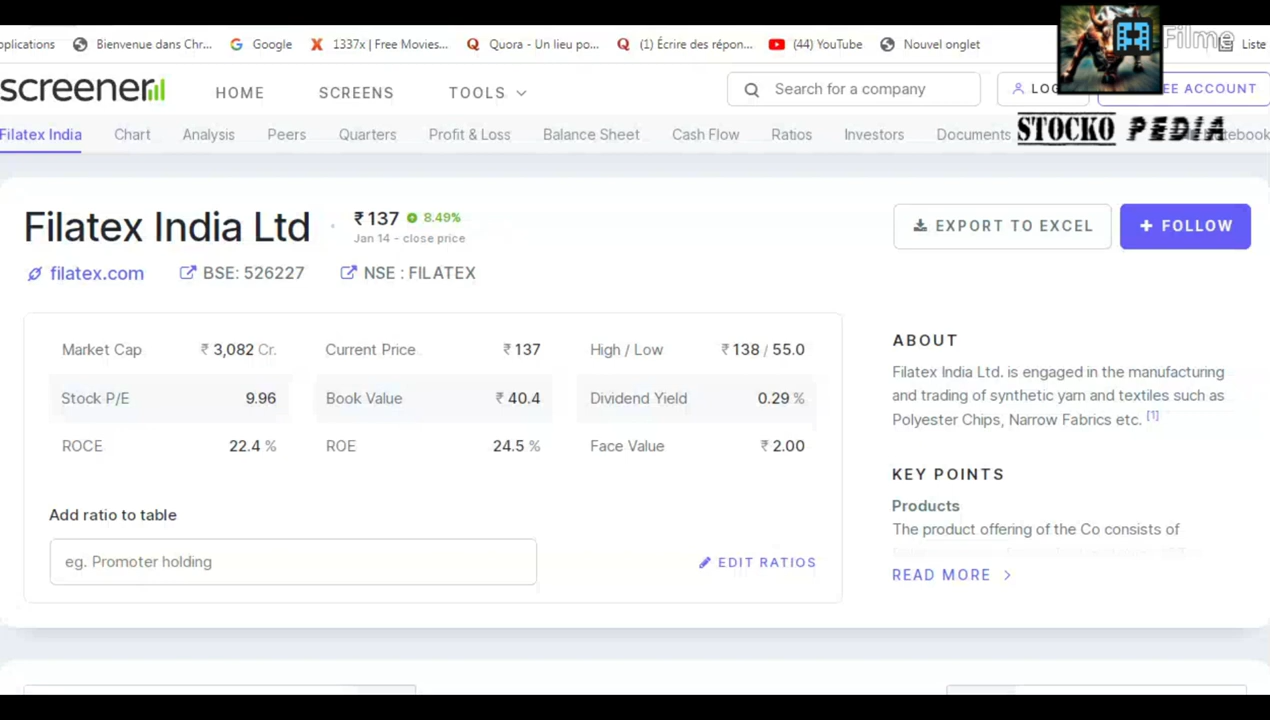 pplications Bienvenue dans Chr... Google 1337x | Free Movies... Quora - Un lieu po... (1) Écrire des répon... (44) YouTube Nouvel onglet Filme Liste
screener HOME SCREENS TOOLS Search for a company LOG EE ACCOUNT
Filatex India Chart Analysis Peers Quarters Profit & Loss Balance Sheet Cash Flow Ratios Investors Documents STOCKO PEDIA tebook
Filatex India Ltd · ₹ 137 8.49%
Jan 14 - close price
EXPORT TO EXCEL + FOLLOW
filatex.com BSE: 526227 NSE : FILATEX
Market Cap ₹ 3,082 Cr. Current Price ₹ 137 High / Low ₹ 138 / 55.0
Stock P/E 9.96 Book Value ₹ 40.4 Dividend Yield 0.29 %
ROCE 22.4 % ROE 24.5 % Face Value ₹ 2.00
Add ratio to table
eg. Promoter holding EDIT RATIOS
ABOUT
Filatex India Ltd. is engaged in the manufacturing
and trading of synthetic yarn and textiles such as
Polyester Chips, Narrow Fabrics etc. [1]
KEY POINTS
Products
The product offering of the Co consists of
READ MORE >